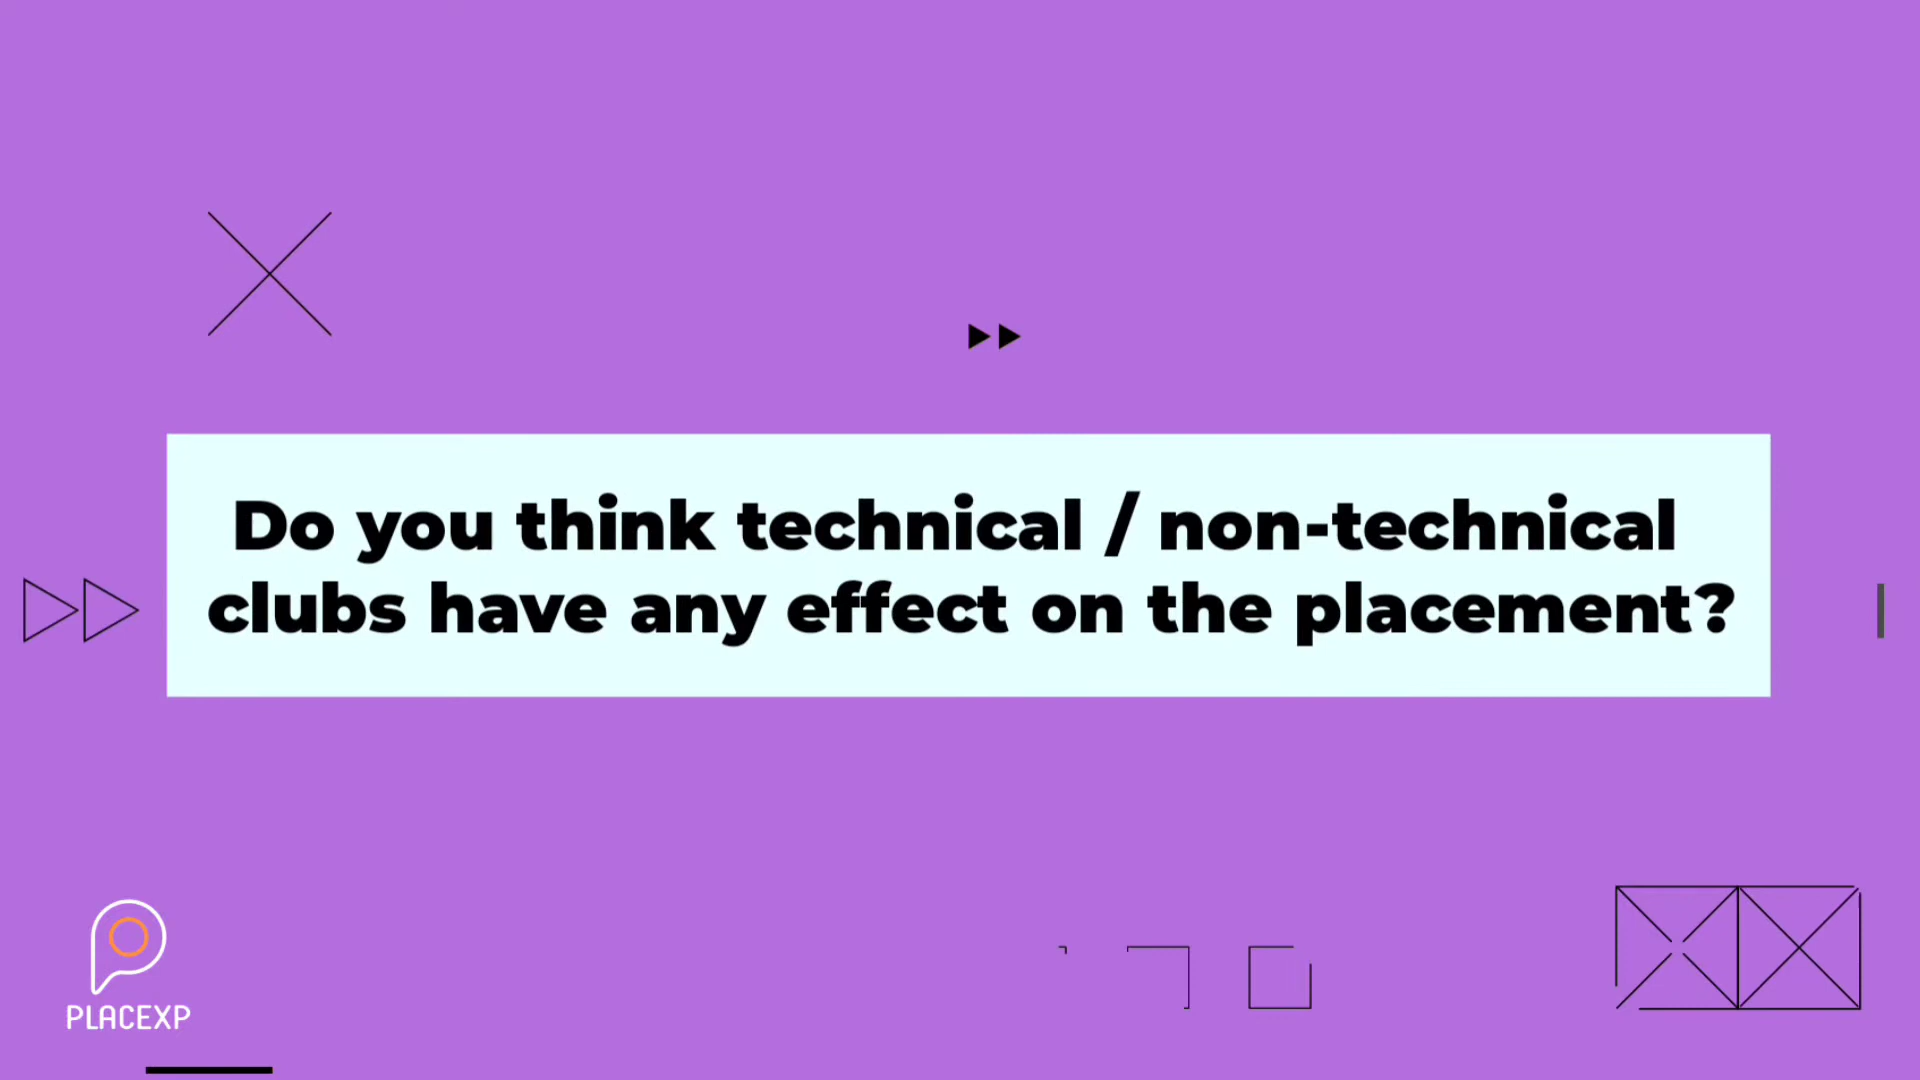 Do you think technical / non-technical
clubs have any effect on the placement?
PLACEXP